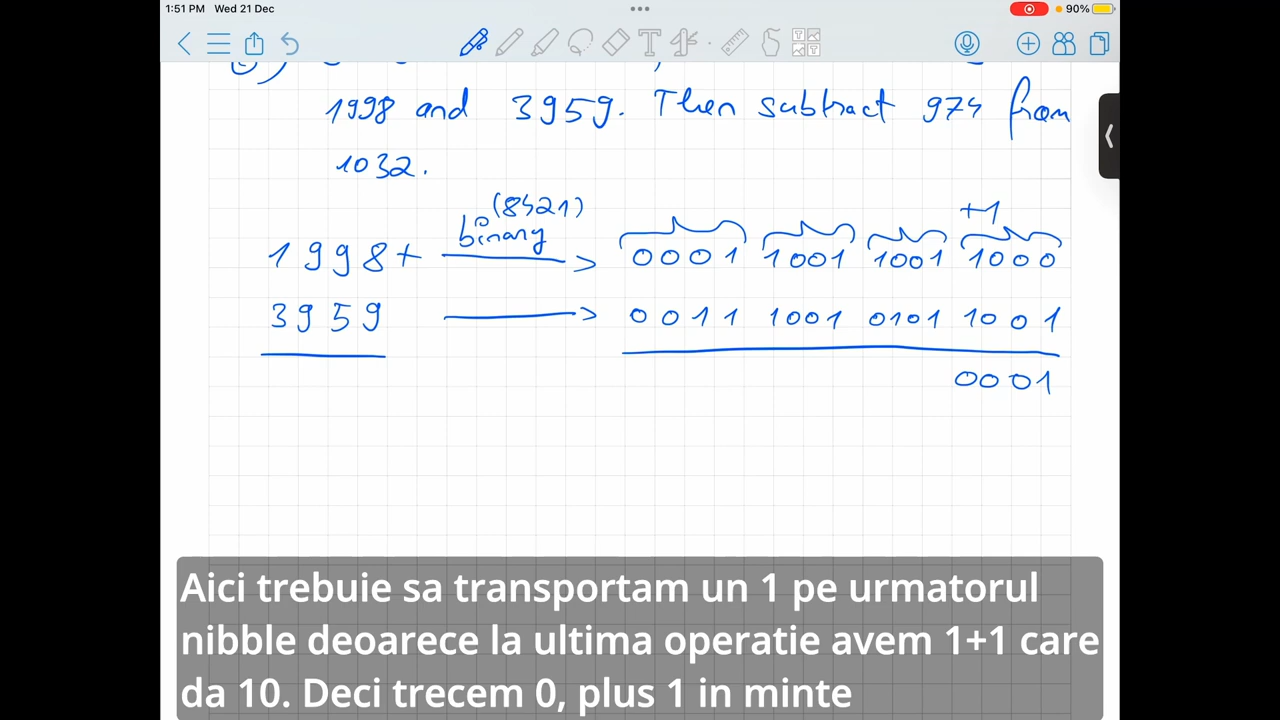 1:51 PM Wed 21 Dec
90%
1998 and 3959. Then subtract 974 from
1032.
(8421)
+1
binary
1998+ 0001 1001 1001 1000
3959 0011 1001 0101 1001
0001
Aici trebuie sa transportam un 1 pe urmatorul
nibble deoarece la ultima operatie avem 1+1 care
da 10. Deci trecem 0, plus 1 in minte